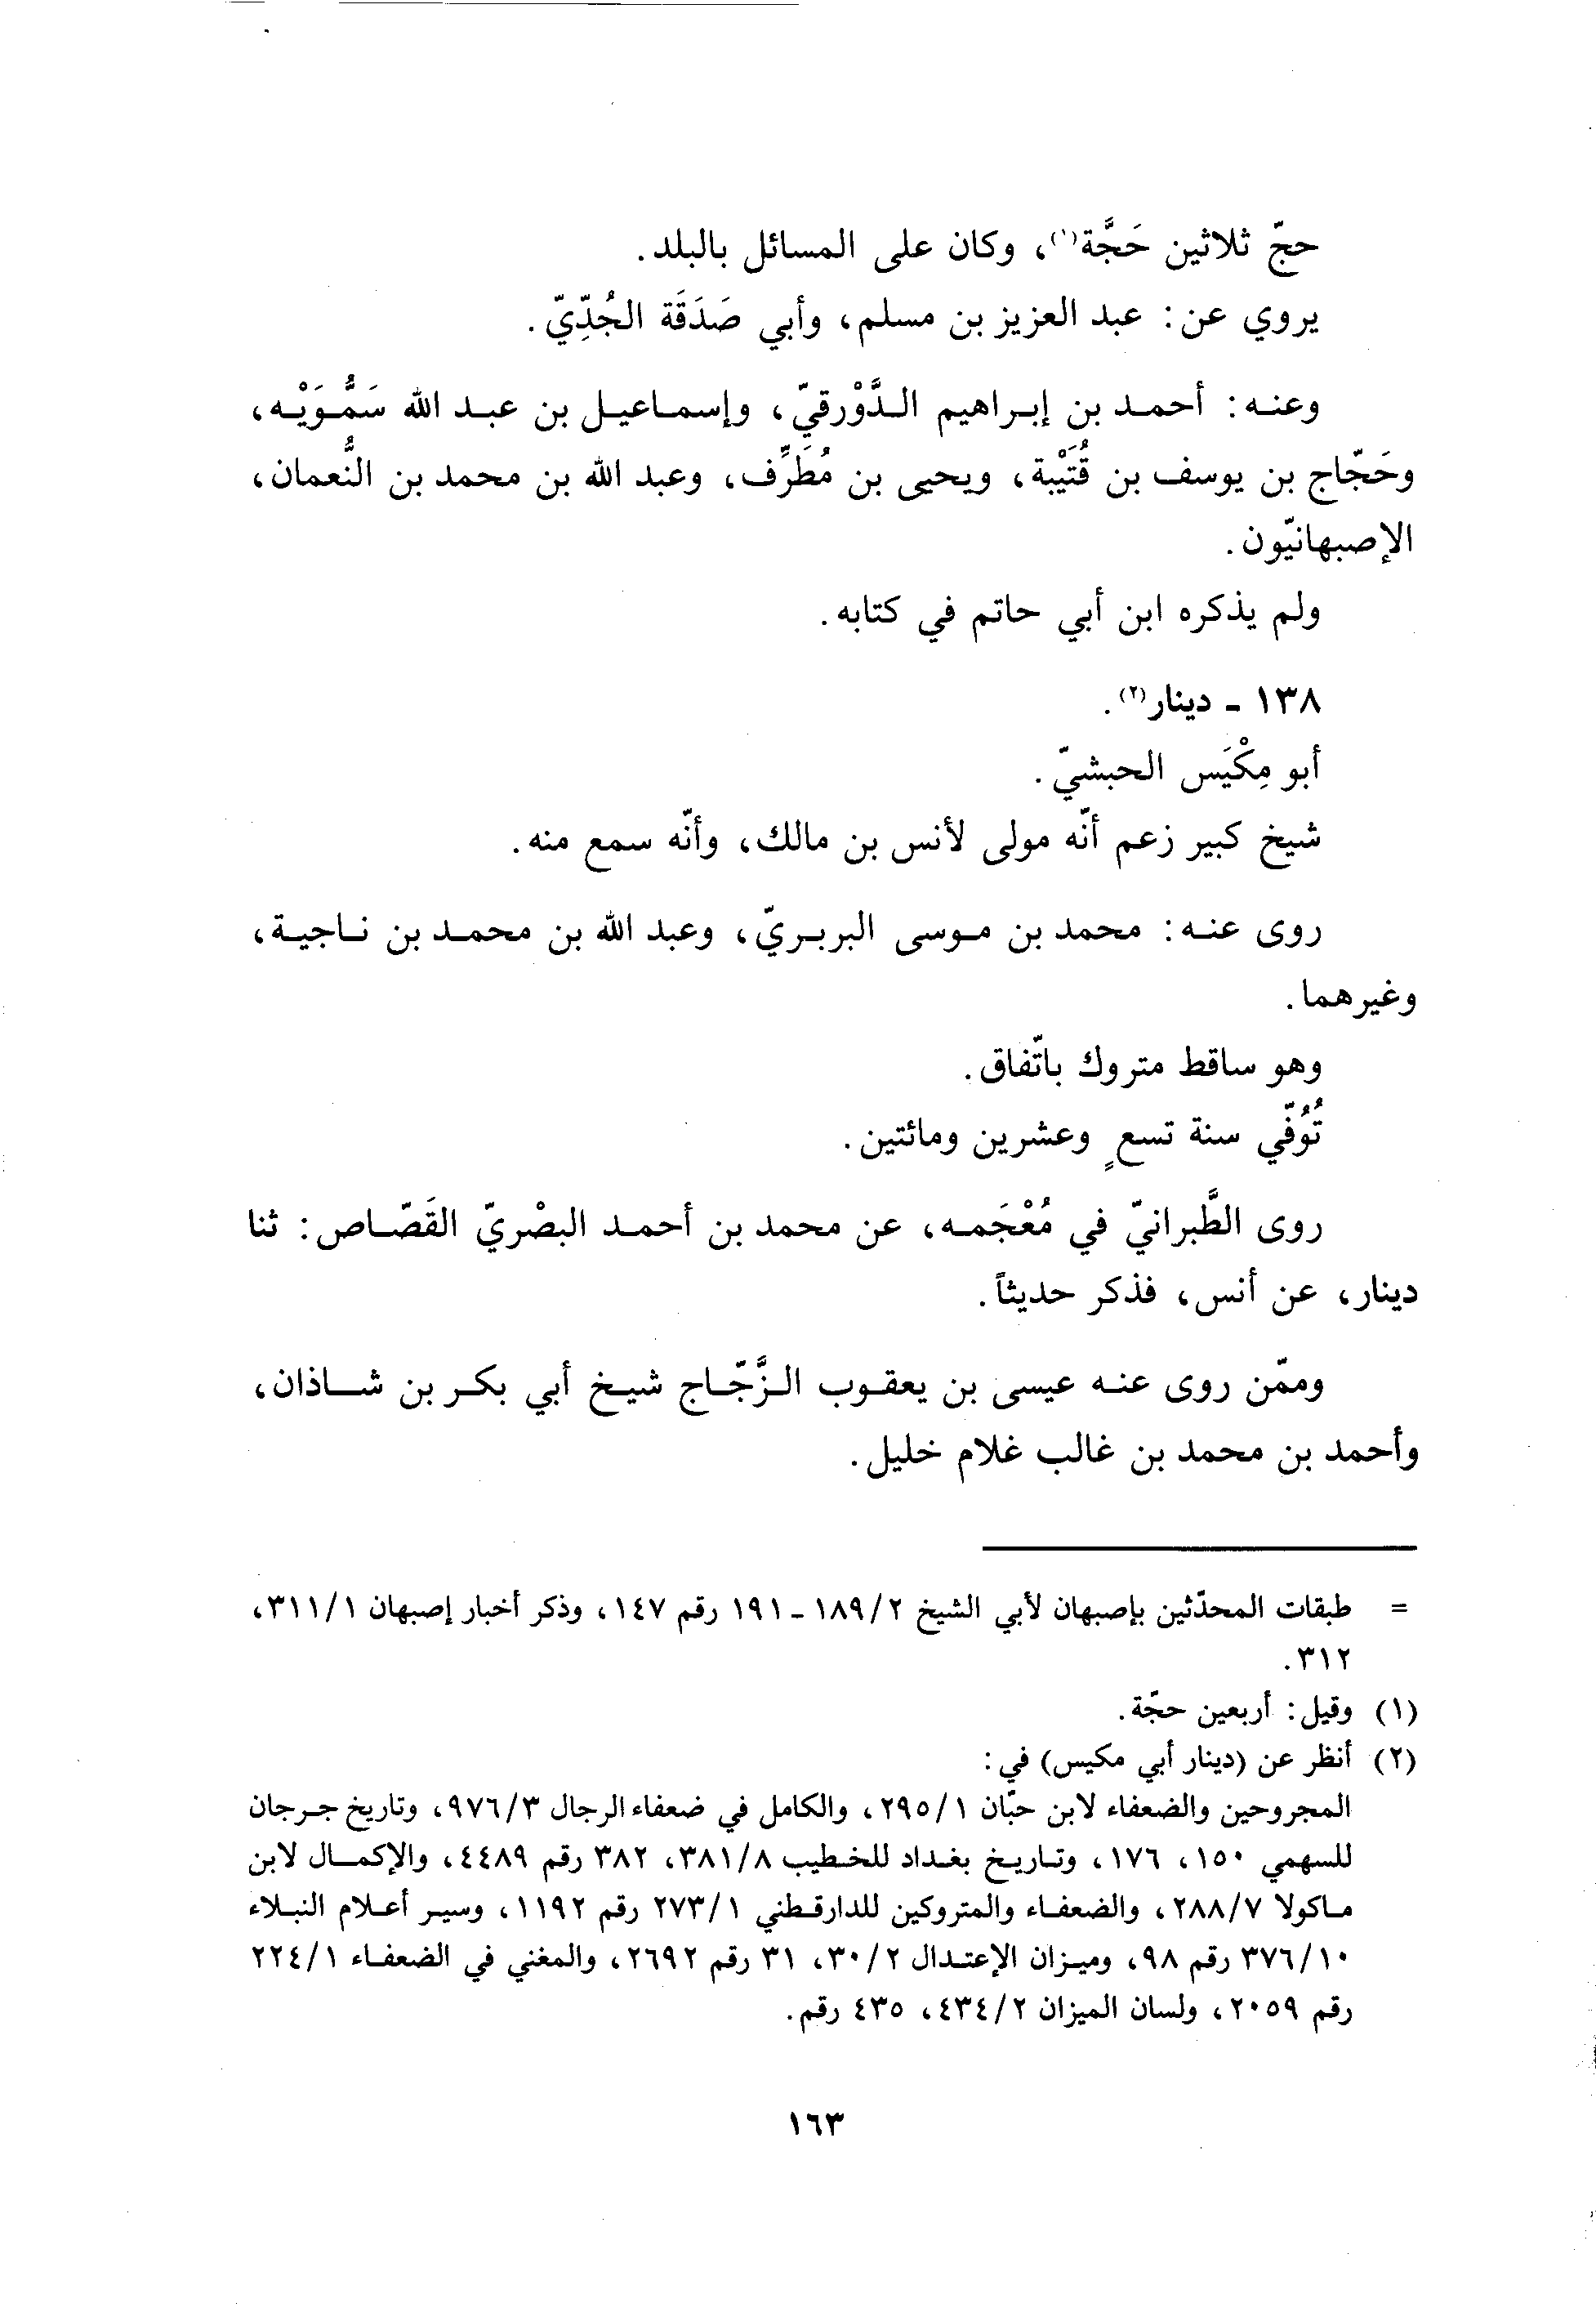 حجّ ثلاثين حَجَّة(١)، وكان على المسائل بالبلد.
يروي عن: عبد العزيز بن مسلم، وأبي صَدَقَة الجُدِّيّ.
وعنه: أحمد بن إبراهيم الدَّوْرقيّ، وإسماعيل بن عبد الله سَمُّوَيْه،
وحَجّاج بن يوسف بن قُتَيْبة، ويحيى بن مُطَرِّف، وعبد الله بن محمد بن النُّعمان،
الإصبهانيّون.
ولم يذكره ابن أبي حاتم في كتابه.
١٣٨ - دينار(٢).
أبو مِكْيَس الحبشيّ.
شيخ كبير زعم أنّه مولى لأنس بن مالك، وأنّه سمع منه.
روى عنه: محمد بن موسى البربريّ، وعبد الله بن محمد بن ناجية،
وغيرهما.
وهو ساقط متروك باتّفاق.
تُوُفّي سنة تسعٍ وعشرين ومائتين.
روى الطَّبرانيّ في مُعْجَمه، عن محمد بن أحمد البصْريّ القَصّاص: ثنا
دينار، عن أنس، فذكر حديثاً.
وممّن روى عنه عيسى بن يعقوب الزَّجّاج شيخ أبي بكر بن شاذان،
وأحمد بن محمد بن غالب غلام خليل.
= طبقات المحدّثين بإصبهان لأبي الشيخ ٢/١٨٩ - ١٩١ رقم ١٤٧، وذكر أخبار إصبهان ١/٣١١،
٣١٢.
(١) وقيل: أربعين حجّة.
(٢) أنظر عن (دينار أبي مكيس) في:
المجروحين والضعفاء لابن حبّان ١/٢٩٥، والكامل في ضعفاء الرجال ٣/٩٧٦، وتاريخ جرجان
للسهمي ١٥٠، ١٧٦، وتاريخ بغداد للخطيب ٨/٣٨١، ٣٨٢ رقم ٤٤٨٩، والإكمال لابن
ماكولا ٧/٢٨٨، والضعفاء والمتروكين للدارقطني ١/٢٧٣ رقم ١١٩٢، وسير أعلام النبلاء
١٠/٣٧٦ رقم ٩٨، وميزان الإعتدال ٢/٣٠، ٣١ رقم ٢٦٩٢، والمغني في الضعفاء ١/٢٢٤
رقم ٢٠٥٩، ولسان الميزان ٢/٤٣٤، ٤٣٥ رقم.
١٦٣